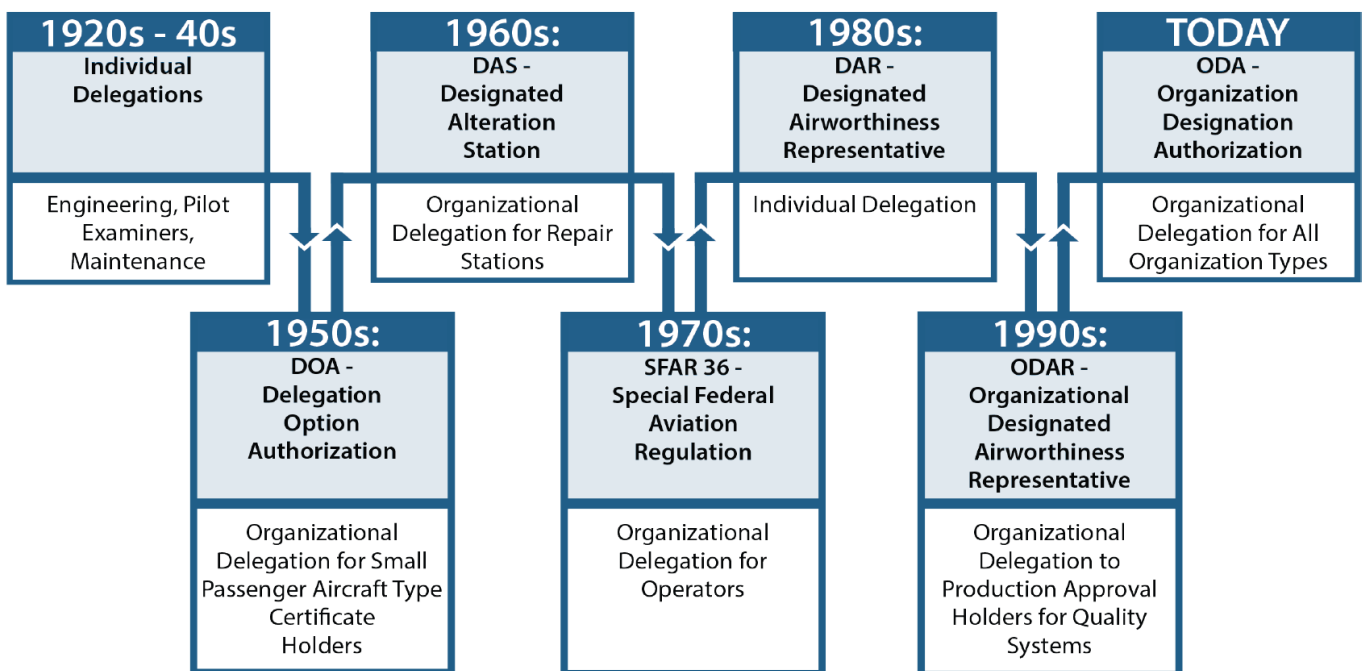 1920s - 40s
Individual
Delegations
Engineering, Pilot
Examiners,
Maintenance
1950s:
DOA -
Delegation
Option
Authorization
Organizational
Delegation for Small
Passenger Aircraft Type
Certificate
Holders
1960s:
DAS -
Designated
Alteration
Station
Organizational
Delegation for Repair
Stations
1970s:
SFAR 36 -
Special Federal
Aviation
Regulation
Organizational
Delegation for
Operators
1980s:
DAR -
Designated
Airworthiness
Representative
Individual Delegation
1990s:
ODAR -
Organizational
Designated
Airworthiness
Representative
Organizational
Delegation to
Production Approval
Holders for Quality
Systems
TODAY
ODA -
Organization
Designation
Authorization
Organizational
Delegation for All
Organization Types